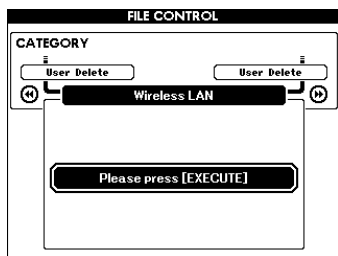 FILE CONTROL
CATEGORY
User Delete
User Delete
Wireless LAN
Please press [EXECUTE]